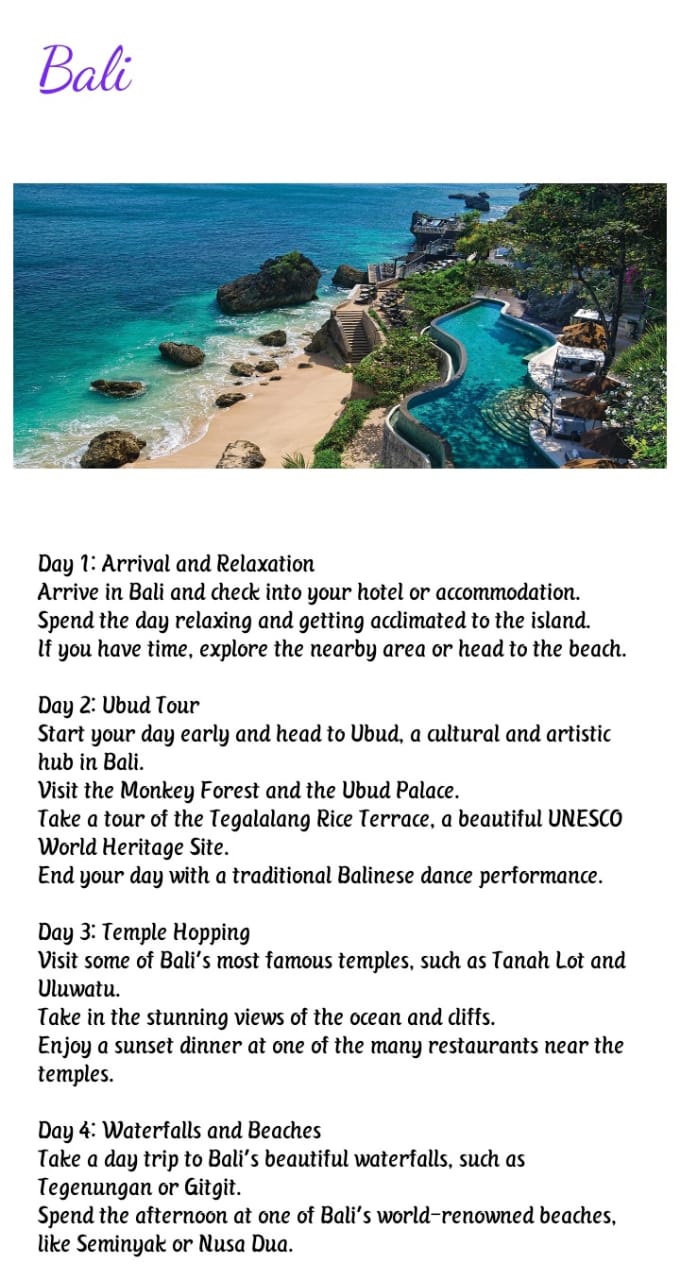 Bali
Day 1: Arrival and Relaxation
Arrive in Bali and check into your hotel or accommodation.
Spend the day relaxing and getting acclimated to the island.
If you have time, explore the nearby area or head to the beach.
Day 2: Ubud Tour
Start your day early and head to Ubud, a cultural and artistic
hub in Bali.
Visit the Monkey Forest and the Ubud Palace.
Take a tour of the Tegalalang Rice Terrace, a beautiful UNESCO
World Heritage Site.
End your day with a traditional Balinese dance performance.
Day 3: Temple Hopping
Visit some of Bali's most famous temples, such as Tanah Lot and
Uluwatu.
Take in the stunning views of the ocean and cliffs.
Enjoy a sunset dinner at one of the many restaurants near the
temples.
Day 4: Waterfalls and Beaches
Take a day trip to Bali's beautiful waterfalls, such as
Tegenungan or Gitgit.
Spend the afternoon at one of Bali's world-renowned beaches,
like Seminyak or Nusa Dua.